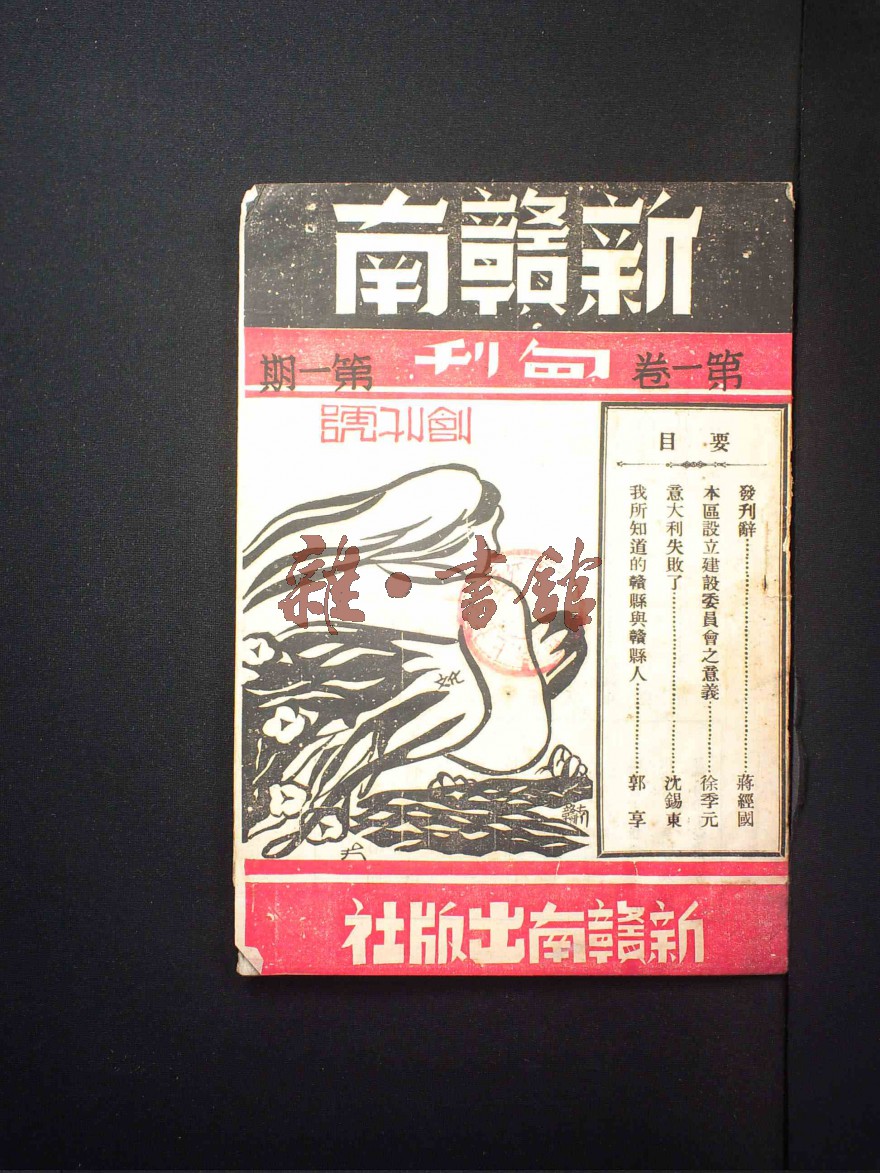 新贛南
第一卷 旬刊 第一期
創刊號
要目
發刊辭…………蔣經國
本區設立建設委員會之意義…………徐季元
意大利失敗了…………沈錫東
我所知道的贛縣與贛縣人…………郭享
雜·書館
新贛南出版社